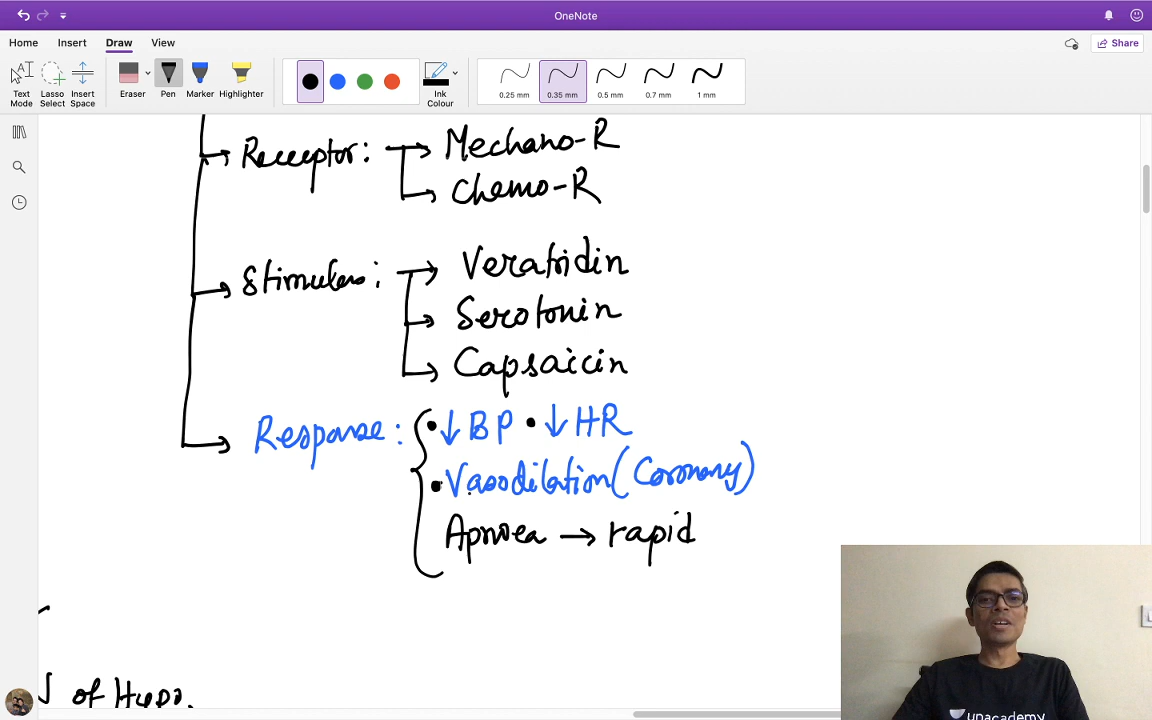 OneNote
Home Insert Draw View
Share
Text Mode
Lasso Select
Insert Space
Eraser
Pen
Marker
Highlighter
Ink Colour
0.25 mm
0.35 mm
0.5 mm
0.7 mm
1 mm
Receptor: → Mechano-R
→ Chemo-R
Stimulus: → Veratridin
→ Serotonin
→ Capsaicin
→ Response: • ↓ BP • ↓ HR
• Vasodilation (Coronary)
Apnoea → rapid
of Hypo.
unacademy